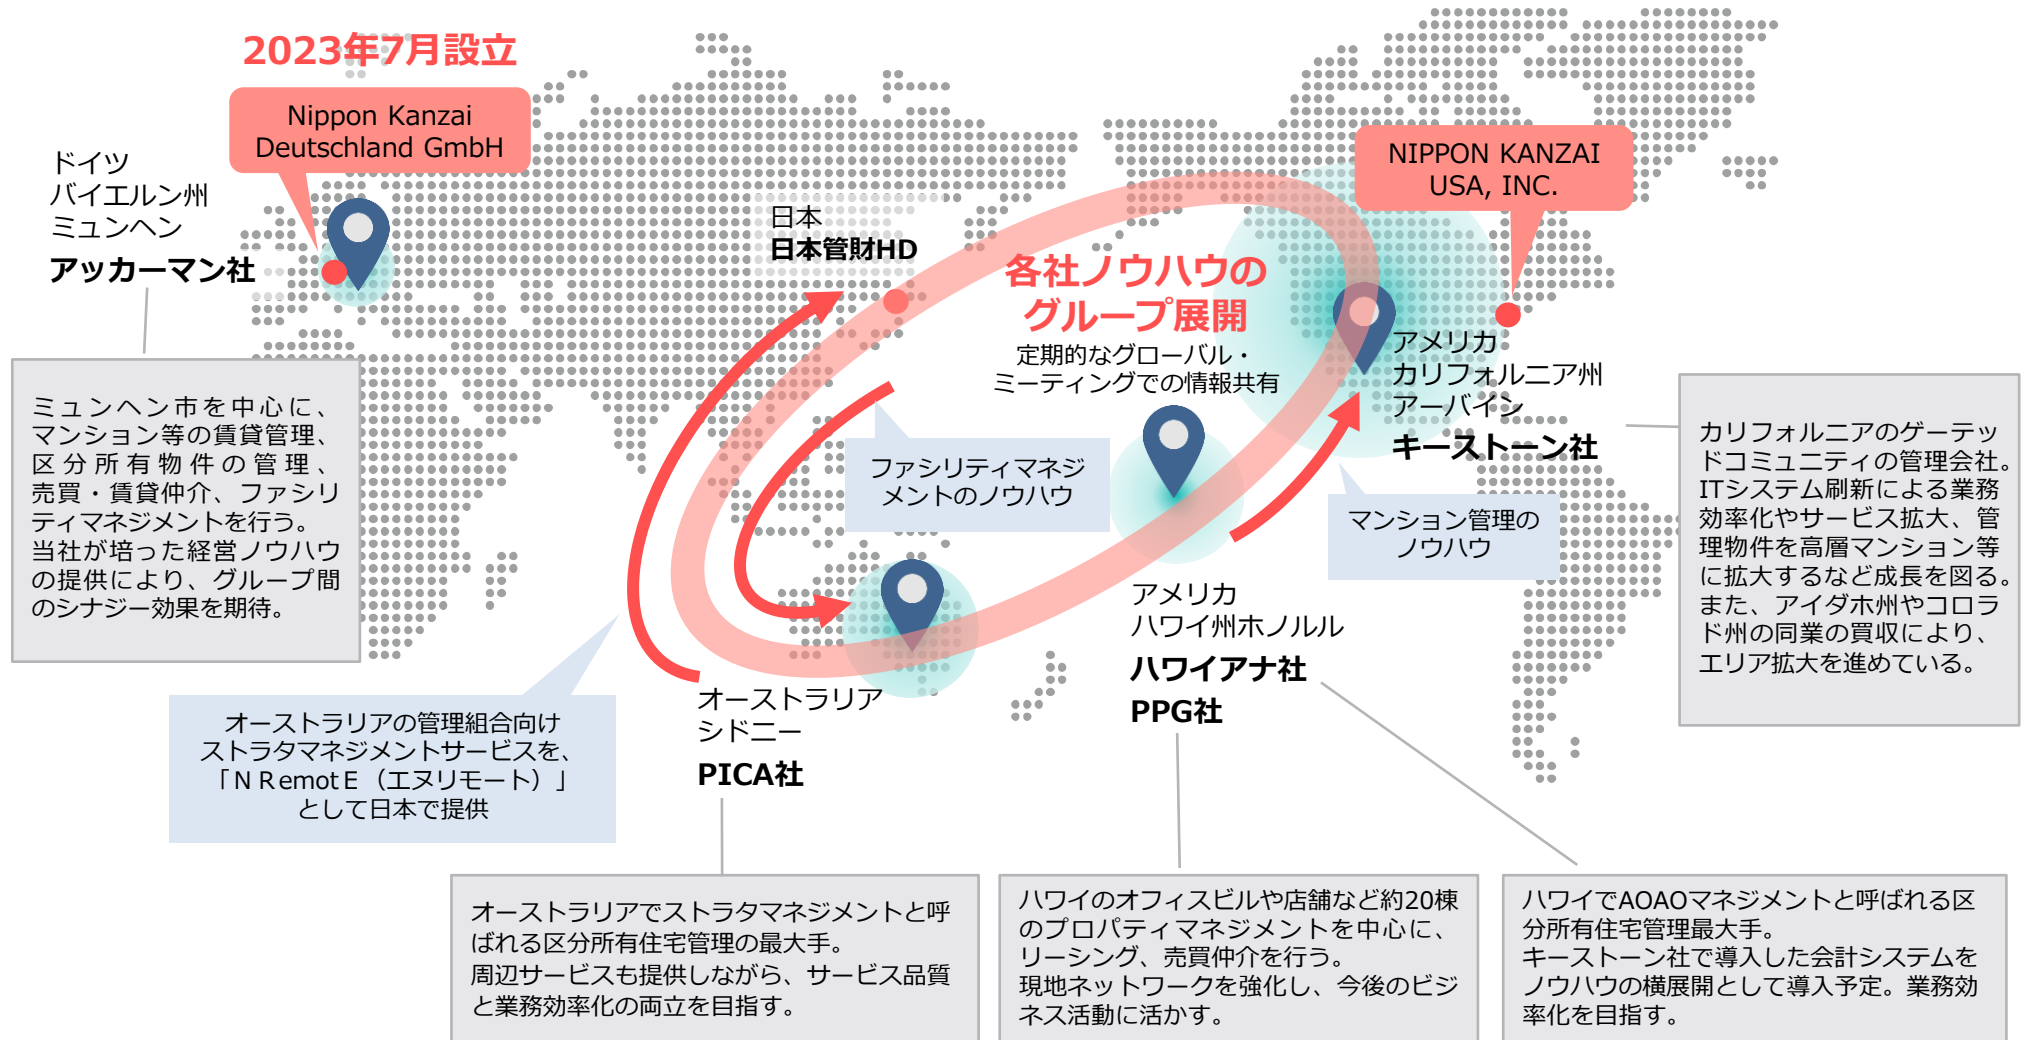 2023年7月設立
Nippon Kanzai
Deutschland GmbH
ドイツ
バイエルン州
ミュンヘン
アッカーマン社
ミュンヘン市を中心に、
マンション等の賃貸管理、
区分所有物件の管理、
売買・賃貸仲介、ファシリ
ティマネジメントを行う。
当社が培った経営ノウハウ
の提供により、グループ間
のシナジー効果を期待。
日本
日本管財HD
各社ノウハウの
グループ展開
定期的なグローバル・
ミーティングでの情報共有
NIPPON KANZAI
USA, INC.
アメリカ
カリフォルニア州
アーバイン
キーストーン社
カリフォルニアのゲーテッ
ドコミュニティの管理会社。
ITシステム刷新による業務
効率化やサービス拡大、管
理物件を高層マンション等
に拡大するなど成長を図る。
また、アイダホ州やコロラ
ド州の同業の買収により、
エリア拡大を進めている。
ファシリティマネジ
メントのノウハウ
マンション管理の
ノウハウ
オーストラリアの管理組合向け
ストラタマネジメントサービスを、
「N RemotE（エヌリモート）」
として日本で提供
オーストラリア
シドニー
PICA社
アメリカ
ハワイ州ホノルル
ハワイアナ社
PPG社
オーストラリアでストラタマネジメントと呼
ばれる区分所有住宅管理の最大手。
周辺サービスも提供しながら、サービス品質
と業務効率化の両立を目指す。
ハワイのオフィスビルや店舗など約20棟
のプロパティマネジメントを中心に、
リーシング、売買仲介を行う。
現地ネットワークを強化し、今後のビジ
ネス活動に活かす。
ハワイでAOAOマネジメントと呼ばれる区
分所有住宅管理最大手。
キーストーン社で導入した会計システムを
ノウハウの横展開として導入予定。業務効
率化を目指す。